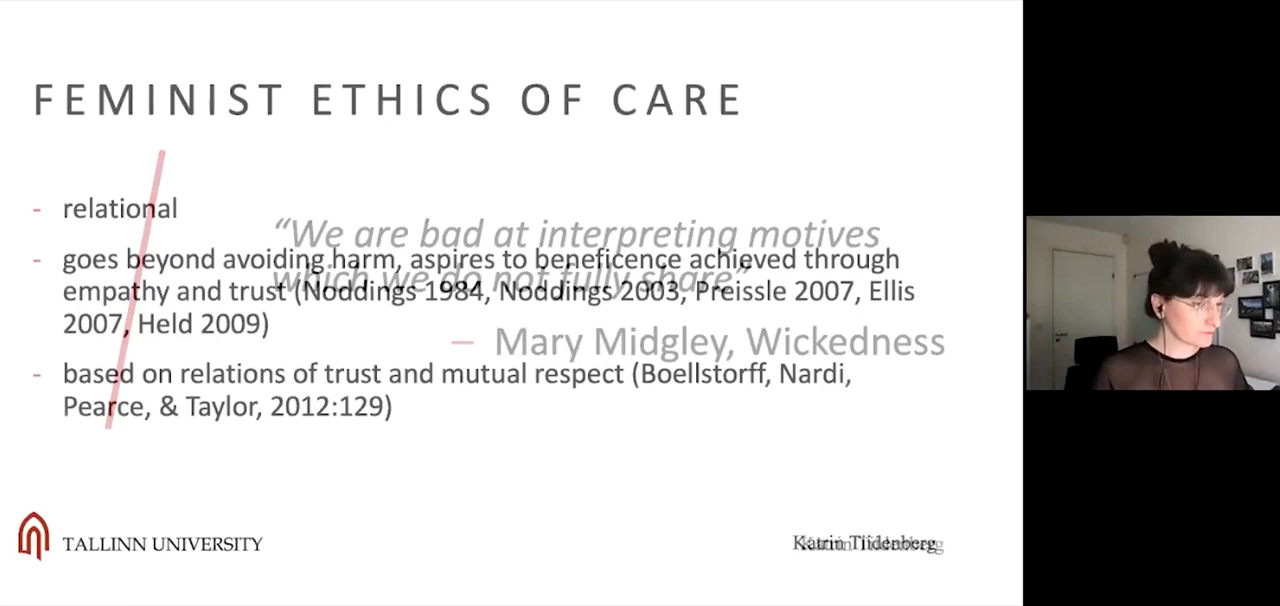 FEMINIST ETHICS OF CARE
- relational
“We are bad at interpreting motives
- goes beyond avoiding harm, aspires to beneficence achieved through
which we do not fully share”
empathy and trust (Noddings 1984, Noddings 2003, Preissle 2007, Ellis
2007, Held 2009)
– Mary Midgley, Wickedness
- based on relations of trust and mutual respect (Boellstorff, Nardi,
Pearce, & Taylor, 2012:129)
TALLINN UNIVERSITY
Katrin Tiidenberg